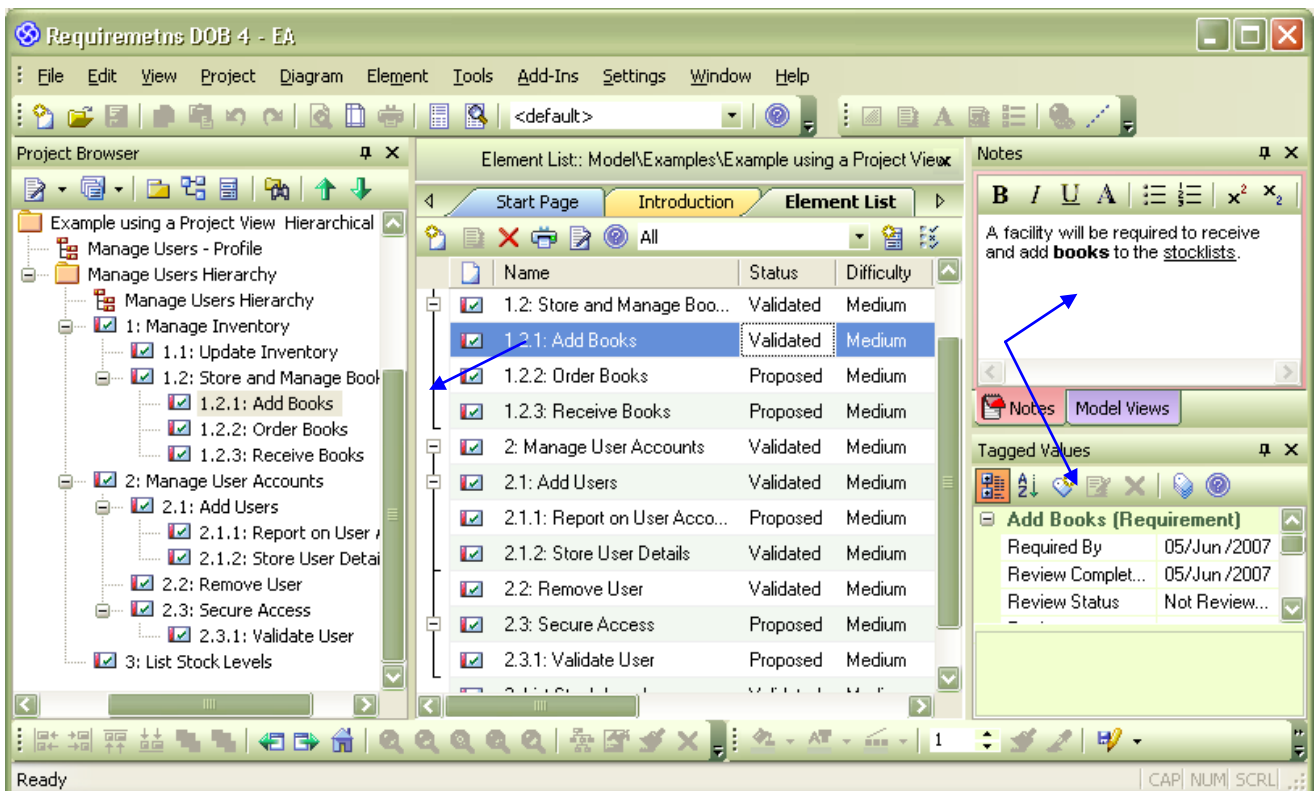 Requiremetns DOB 4 - EA
File Edit View Project Diagram Element Tools Add-Ins Settings Window Help
<default>
Project Browser
Example using a Project View Hierarchical
Manage Users - Profile
Manage Users Hierarchy
Manage Users Hierarchy
1: Manage Inventory
1.1: Update Inventory
1.2: Store and Manage Bool
1.2.1: Add Books
1.2.2: Order Books
1.2.3: Receive Books
2: Manage User Accounts
2.1: Add Users
2.1.1: Report on User
2.1.2: Store User Detai
2.2: Remove User
2.3: Secure Access
2.3.1: Validate User
3: List Stock Levels
Element List:: Model\Examples\Example using a Project View
Start Page Introduction Element List
All
Name Status Difficulty
1.2: Store and Manage Boo... Validated Medium
1.2.1: Add Books Validated Medium
1.2.2: Order Books Proposed Medium
1.2.3: Receive Books Proposed Medium
2: Manage User Accounts Validated Medium
2.1: Add Users Validated Medium
2.1.1: Report on User Acco... Proposed Medium
2.1.2: Store User Details Validated Medium
2.2: Remove User Validated Medium
2.3: Secure Access Proposed Medium
2.3.1: Validate User Proposed Medium
Notes
B I U A x² x₂
A facility will be required to receive
and add books to the stocklists.
Notes Model Views
Tagged Values
Add Books (Requirement)
Required By 05/Jun /2007
Review Complet... 05/Jun /2007
Review Status Not Review...
1
Ready
CAP NUM SCRL